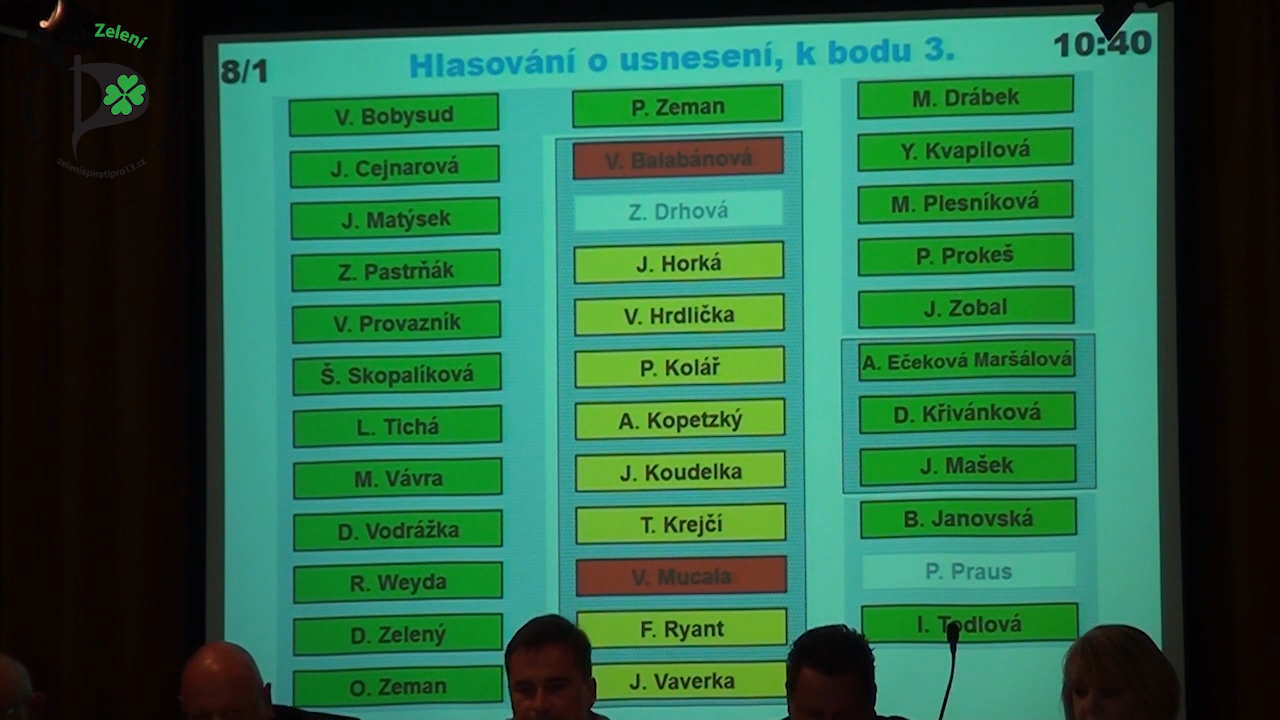 Zelení
zeleniapiratipro13.cz
8/1
Hlasování o usnesení, k bodu 3.
10:40
V. Bobysud
J. Cejnarová
J. Matýsek
Z. Pastrňák
V. Provazník
Š. Skopalíková
L. Tichá
M. Vávra
D. Vodrážka
R. Weyda
D. Zelený
O. Zeman
P. Zeman
V. Balabánová
Z. Drhová
J. Horká
V. Hrdlička
P. Kolář
A. Kopetzký
J. Koudelka
T. Krejčí
V. Mucala
F. Ryant
J. Vaverka
M. Drábek
Y. Kvapilová
M. Plesníková
P. Prokeš
J. Zobal
A. Ečeková Maršálová
D. Křivánková
J. Mašek
B. Janovská
P. Praus
I. Todlová